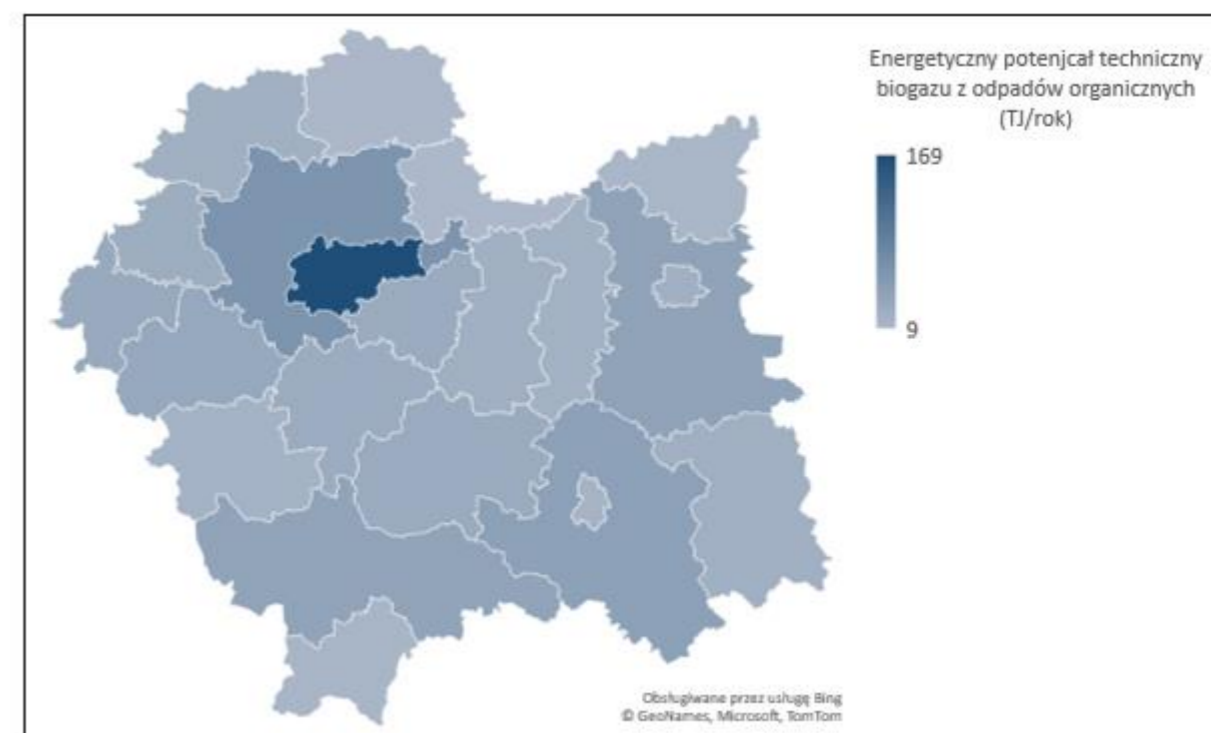 Energetyczny potenjcał techniczny
biogazu z odpadów organicznych
(TJ/rok)
169
9
Obsługiwane przez usługę Bing
© GeoNames, Microsoft, TomTom